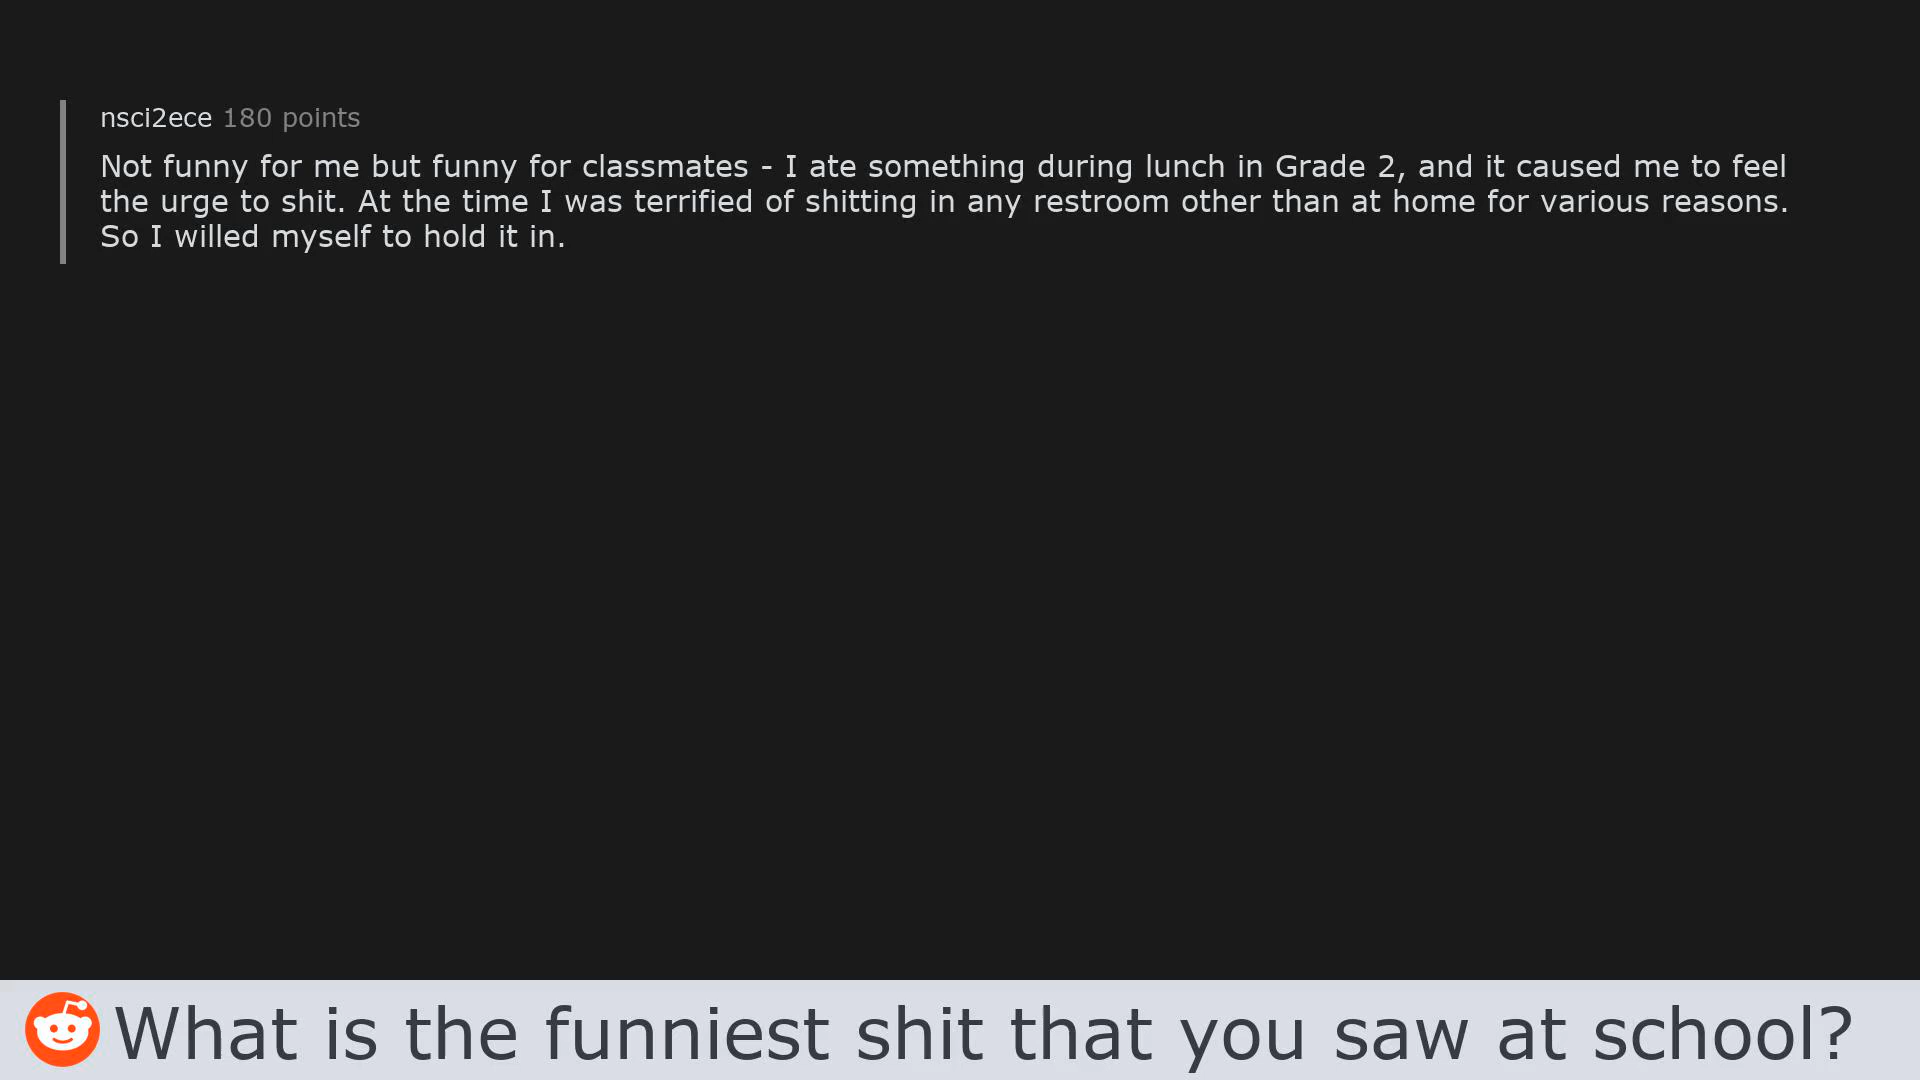 nsci2ece 180 points
Not funny for me but funny for classmates - I ate something during lunch in Grade 2, and it caused me to feel
the urge to shit. At the time I was terrified of shitting in any restroom other than at home for various reasons.
So I willed myself to hold it in.
What is the funniest shit that you saw at school?